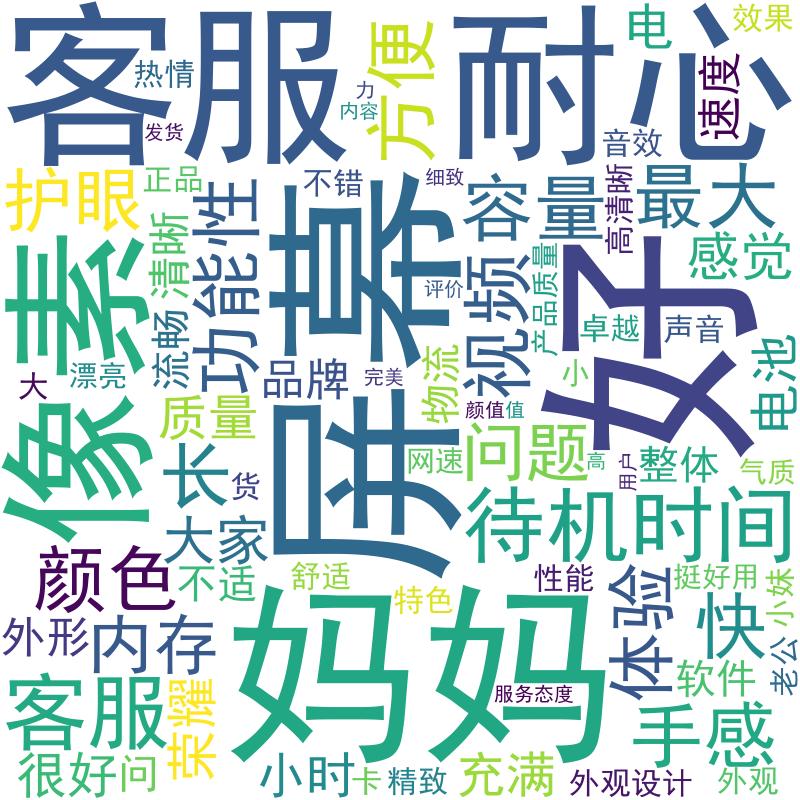 客服
耐心
方便
电
效果
热情
力
内容
发货
速度
音效
护眼
正品
不错
细致
容量
高清晰
最大
像素
清晰
功能性
屏幕
视频
产品质量
好
感觉
评价
卓越
声音
流畅
漂亮
大
品牌
完美
物流
小
颜值
值
电池
质量
长
货
网速
问题
高
用户
整体
气质
大家
待机时间
颜色
不适
舒适
特色
性能
体验
挺好用
小妹
外形
内存
妈妈
快
老公
客服
荣耀
服务态度
软件
手感
很好
问
小时
卡
精致
充满
外观设计
外观